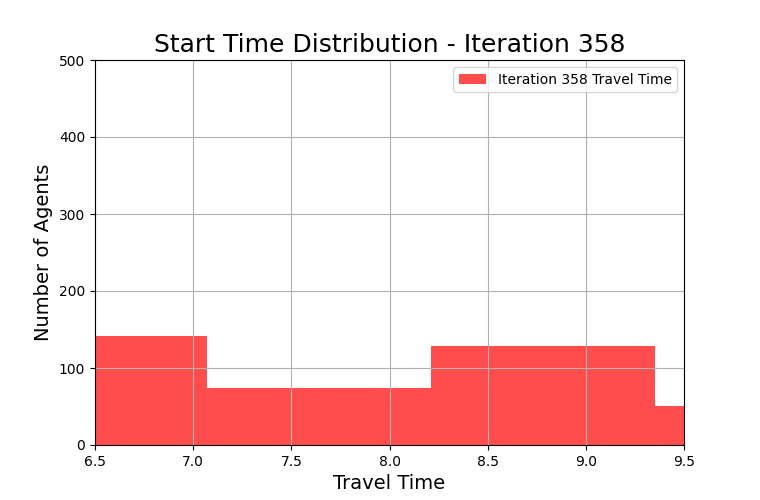 Start Time Distribution - Iteration 358
Iteration 358 Travel Time
500
400
300
200
100
0
Number of Agents
6.5 7.0 7.5 8.0 8.5 9.0 9.5
Travel Time